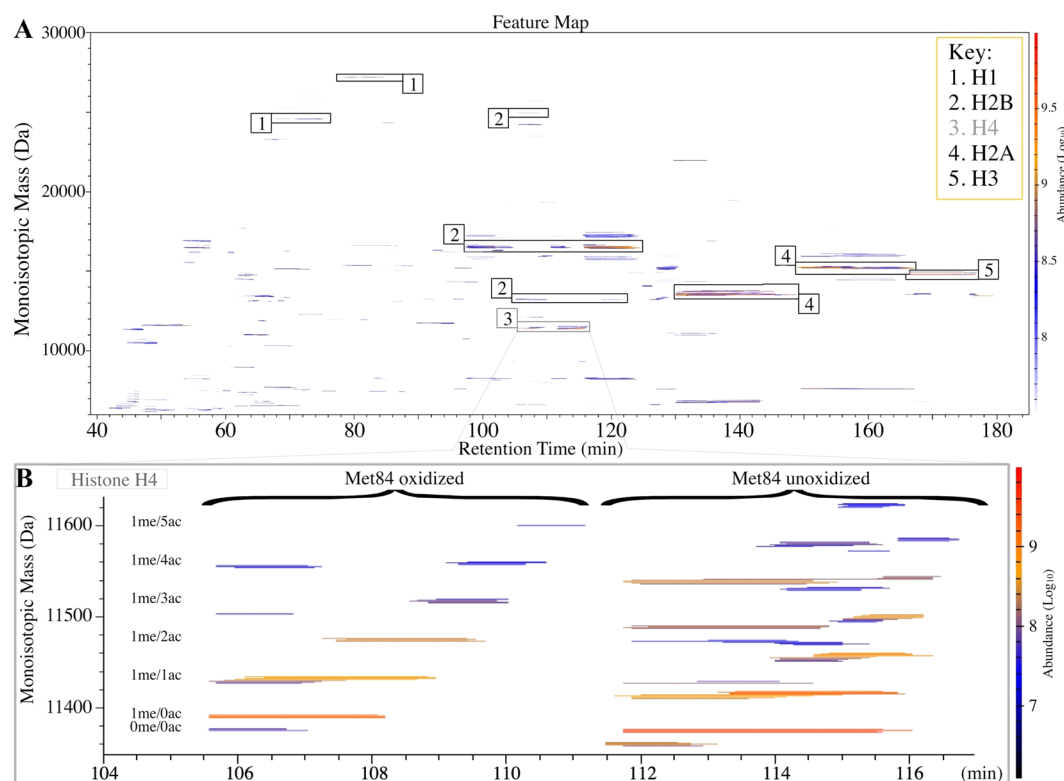 A
Feature Map
30000
20000
10000
Monoisotopic Mass (Da)
1
1
2
2
2
3
4
4
5
Key:
1. H1
2. H2B
3. H4
4. H2A
5. H3
9.5
9
8.5
8
Abundance (Log10)
40 60 80 100 120 140 160 180
Retention Time (min)
B
Histone H4
Met84 oxidized
Met84 unoxidized
11600
11500
11400
Monoisotopic Mass (Da)
1me/5ac
1me/4ac
1me/3ac
1me/2ac
1me/1ac
1me/0ac
0me/0ac
9
8
7
Abundance (Log10)
104 106 108 110 112 114 116 (min)